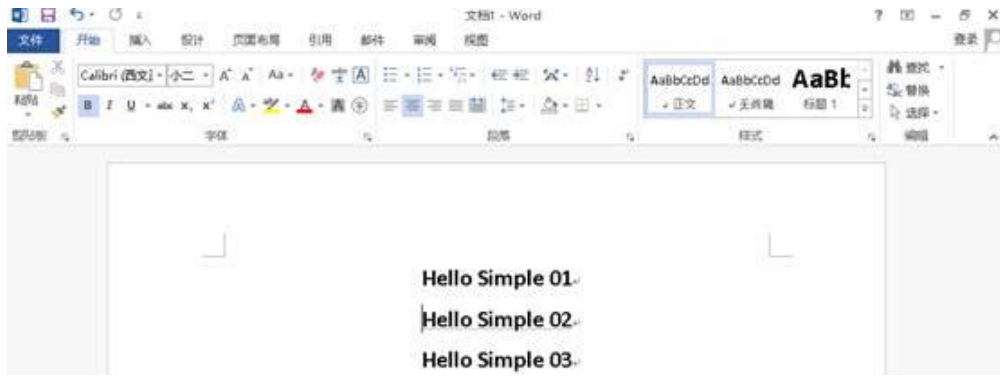 文档1 - Word
文件 开始 插入 设计 页面布局 引用 邮件 审阅 视图 登录
Calibri (西文) 小二 A A Aa A
AaBbCcDd AaBbCcDd AaBb
查找
替换
选择
粘贴 B I U abc X, X' A A A
正文 无间隔 标题 1
剪贴板 字体 段落 样式 编辑
Hello Simple 01
Hello Simple 02
Hello Simple 03